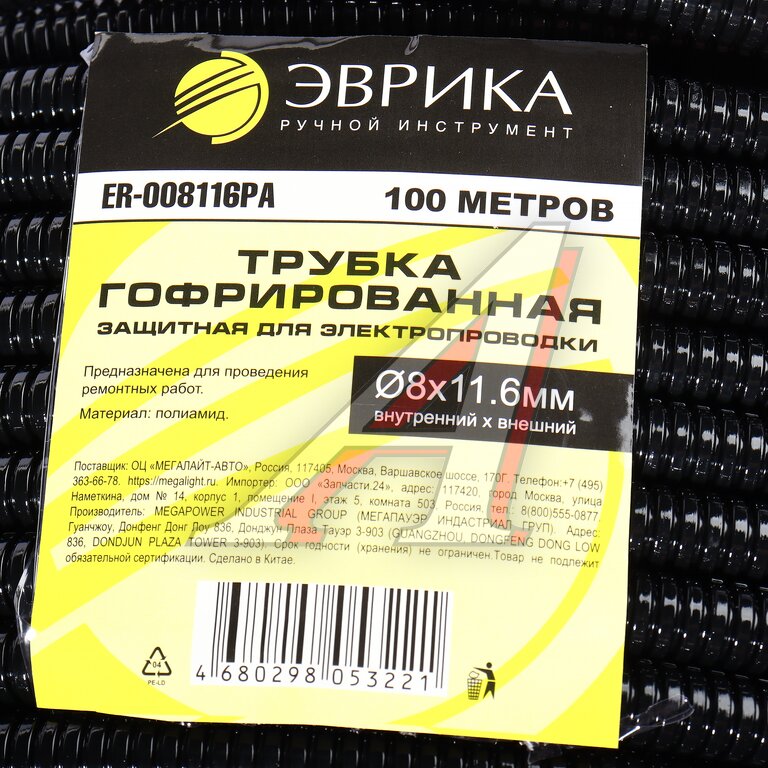 ЭВРИКА
РУЧНОЙ ИНСТРУМЕНТ
ER-008116PA 100 МЕТРОВ
ТРУБКА
ГОФРИРОВАННАЯ
ЗАЩИТНАЯ ДЛЯ ЭЛЕКТРОПРОВОДКИ
Предназначена для проведения
ремонтных работ.
Материал: полиамид.
Ø8х11.6мм
внутренний х внешний
Поставщик: ОЦ «МЕГАЛАЙТ-АВТО», Россия, 117405, Москва, Варшавское шоссе, 170Г. Телефон:+7 (495)
363-66-78. https://megalight.ru. Импортер: ООО «Запчасти.24», адрес: 117420, город Москва, улица
Наметкина, дом № 14, корпус 1, помещение I, этаж 5, комната 503. Россия, тел.: 8(800)555-0877.
Производитель: MEGAPOWER INDUSTRIAL GROUP (МЕГАПАУЭР ИНДАСТРИАЛ ГРУП). Адрес:
Гуанчжоу, Донфенг Донг Лоу 836, Донджун Плаза Тауэр 3-903 (GUANGZHOU, DONGFENG DONG LOW
836, DONDJUN PLAZA TOWER 3-903). Срок годности (хранения) не ограничен.Товар не подлежит
обязательной сертификации. Сделано в Китае.
04
PE-LD
4 680298 053221